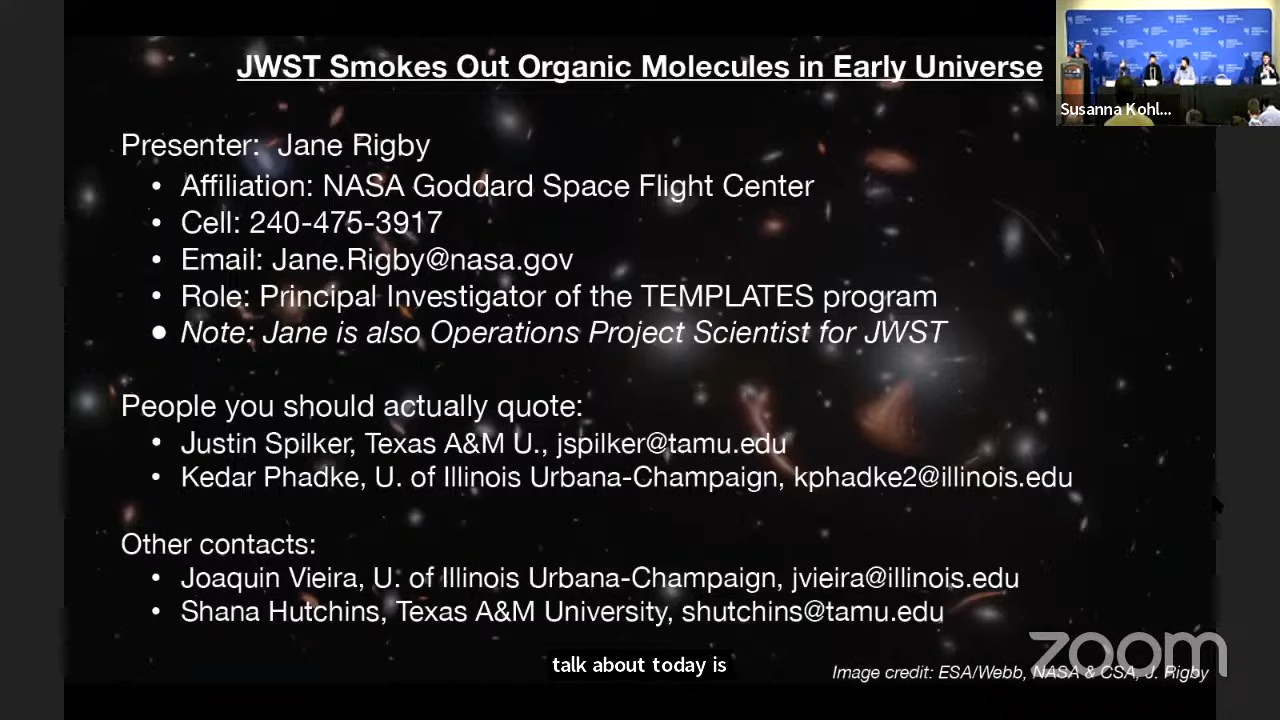 JWST Smokes Out Organic Molecules in Early Universe
Susanna Kohl...
Presenter: Jane Rigby
• Affiliation: NASA Goddard Space Flight Center
• Cell: 240-475-3917
• Email: Jane.Rigby@nasa.gov
• Role: Principal Investigator of the TEMPLATES program
• Note: Jane is also Operations Project Scientist for JWST
People you should actually quote:
• Justin Spilker, Texas A&M U., jspilker@tamu.edu
• Kedar Phadke, U. of Illinois Urbana-Champaign, kphadke2@illinois.edu
Other contacts:
• Joaquin Vieira, U. of Illinois Urbana-Champaign, jvieira@illinois.edu
• Shana Hutchins, Texas A&M University, shutchins@tamu.edu
talk about today is
zoom
Image credit: ESA/Webb, NASA & CSA, J. Rigby